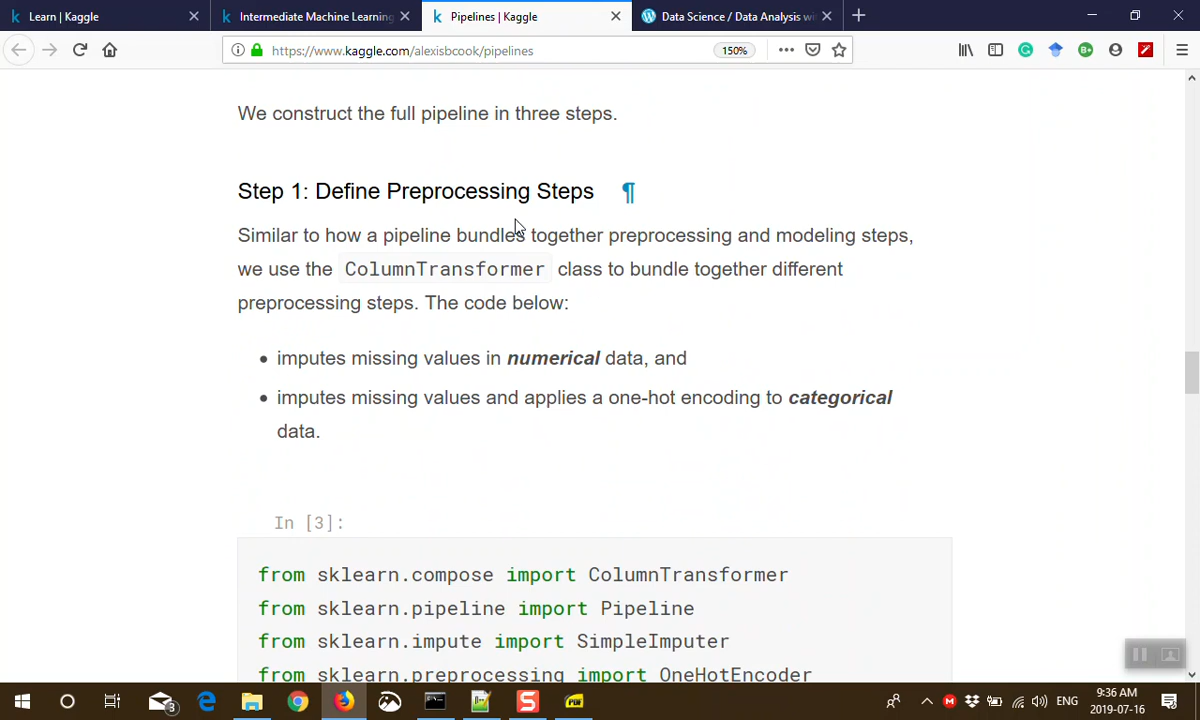 Learn | Kaggle
Intermediate Machine Learning
Pipelines | Kaggle
Data Science / Data Analysis wi
https://www.kaggle.com/alexisbcook/pipelines
150%
We construct the full pipeline in three steps.
Step 1: Define Preprocessing Steps ¶
Similar to how a pipeline bundles together preprocessing and modeling steps,
we use the ColumnTransformer class to bundle together different
preprocessing steps. The code below:
• imputes missing values in numerical data, and
• imputes missing values and applies a one-hot encoding to categorical
data.
In [3]:
from sklearn.compose import ColumnTransformer
from sklearn.pipeline import Pipeline
from sklearn.impute import SimpleImputer
from sklearn.preprocessing import OneHotEncoder
3
ENG
9:36 AM
2019-07-16